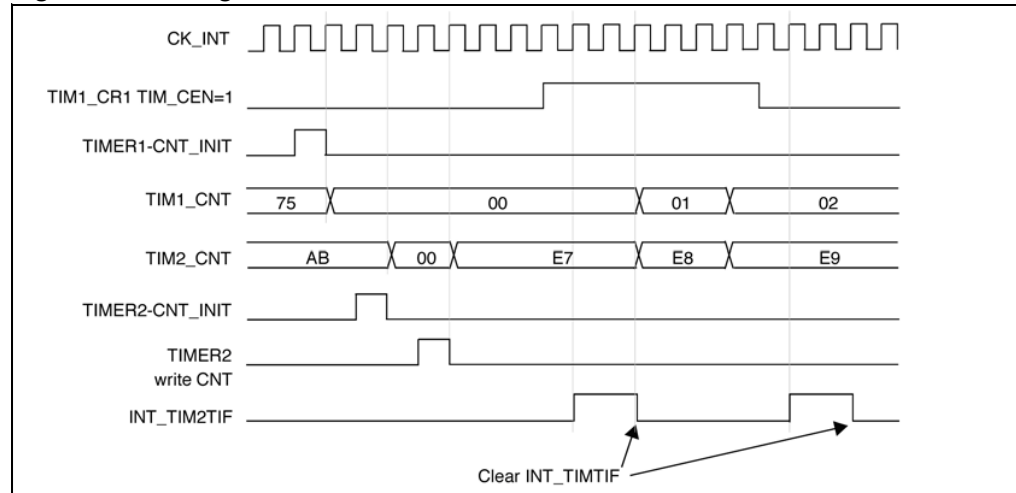 CK_INT
TIM1_CR1 TIM_CEN=1
TIMER1-CNT_INIT
TIM1_CNT 75 00 01 02
TIM2_CNT AB 00 E7 E8 E9
TIMER2-CNT_INIT
TIMER2
write CNT
INT_TIM2TIF
Clear INT_TIMTIF